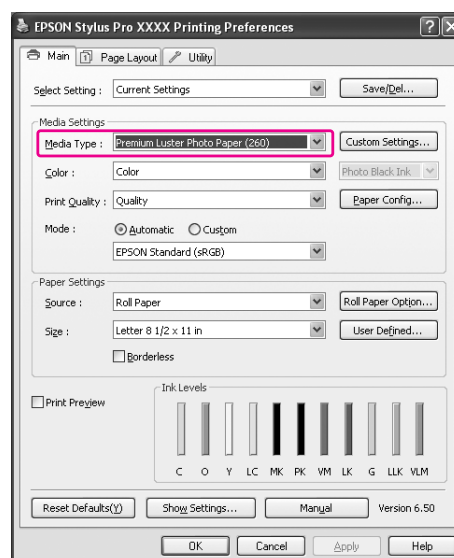 EPSON Stylus Pro XXXX Printing Preferences
Main Page Layout Utility
Select Setting : Current Settings Save/Del...
Media Settings
Media Type : Premium Luster Photo Paper (260) Custom Settings...
Color : Color Photo Black Ink
Print Quality : Quality Paper Config...
Mode : Automatic Custom
EPSON Standard (sRGB)
Paper Settings
Source : Roll Paper Roll Paper Option...
Size : Letter 8 1/2 x 11 in User Defined...
Borderless
Print Preview
Ink Levels
C O Y LC MK PK VM LK G LLK VLM
Reset Defaults(Y) Show Settings... Manual Version 6.50
OK Cancel Apply Help